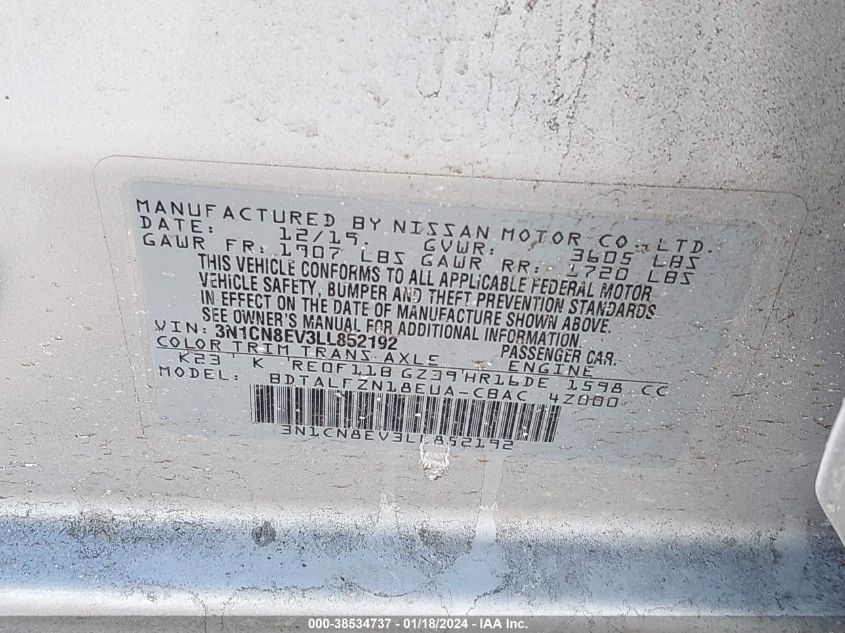 MANUFACTURED BY NISSAN MOTOR CO.,LTD.
DATE: 12/19. GVWR: 3605 LBS
GAWR FR: 1907 LBS GAWR RR: 1720 LBS
THIS VEHICLE CONFORMS TO ALL APPLICABLE FEDERAL MOTOR
VEHICLE SAFETY, BUMPER AND THEFT PREVENTION STANDARDS
IN EFFECT ON THE DATE OF MANUFACTURE SHOWN ABOVE.
SEE OWNER'S MANUAL FOR ADDITIONAL INFORMATION.
VIN: 3N1CN8EV3LL852192 PASSENGER CAR.
COLOR TRIM TRANS AXLE ENGINE
K23 K RE0F11B GZ39 HR16DE 1598 CC
BDTALFZN18EUA-CBAC 4Z000
3N1CN8EV3LL852192
000-38534737 - 01/18/2024 - IAA Inc.